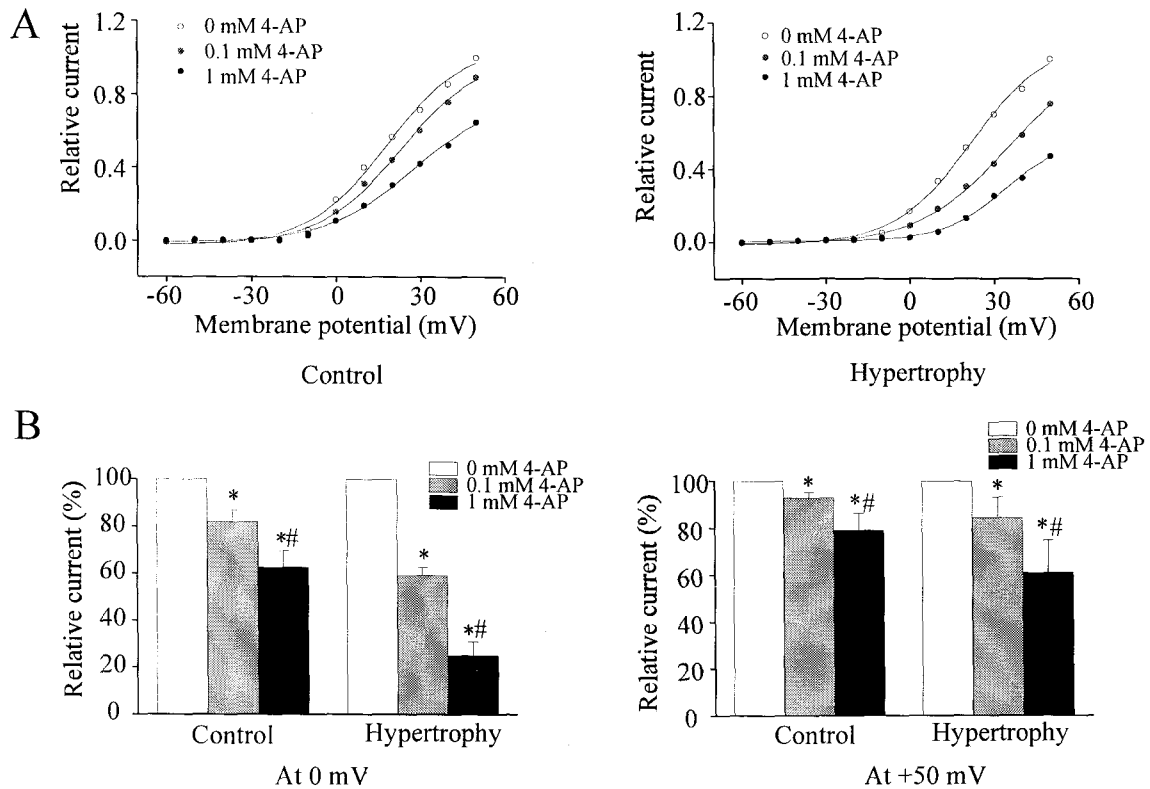 A
Relative current
1.2
0.8
0.4
0.0
0 mM 4-AP
0.1 mM 4-AP
1 mM 4-AP
-60
-30
0
30
60
Membrane potential (mV)
Control
Relative current
1.2
0.8
0.4
0.0
0 mM 4-AP
0.1 mM 4-AP
1 mM 4-AP
-60
-30
0
30
60
Membrane potential (mV)
Hypertrophy
B
Relative current (%)
100
80
60
40
20
0
0 mM 4-AP
0.1 mM 4-AP
1 mM 4-AP
*
*#
*
*#
Control
Hypertrophy
At 0 mV
Relative current (%)
100
80
60
40
20
0
0 mM 4-AP
0.1 mM 4-AP
1 mM 4-AP
*
*#
*
*#
Control
Hypertrophy
At +50 mV